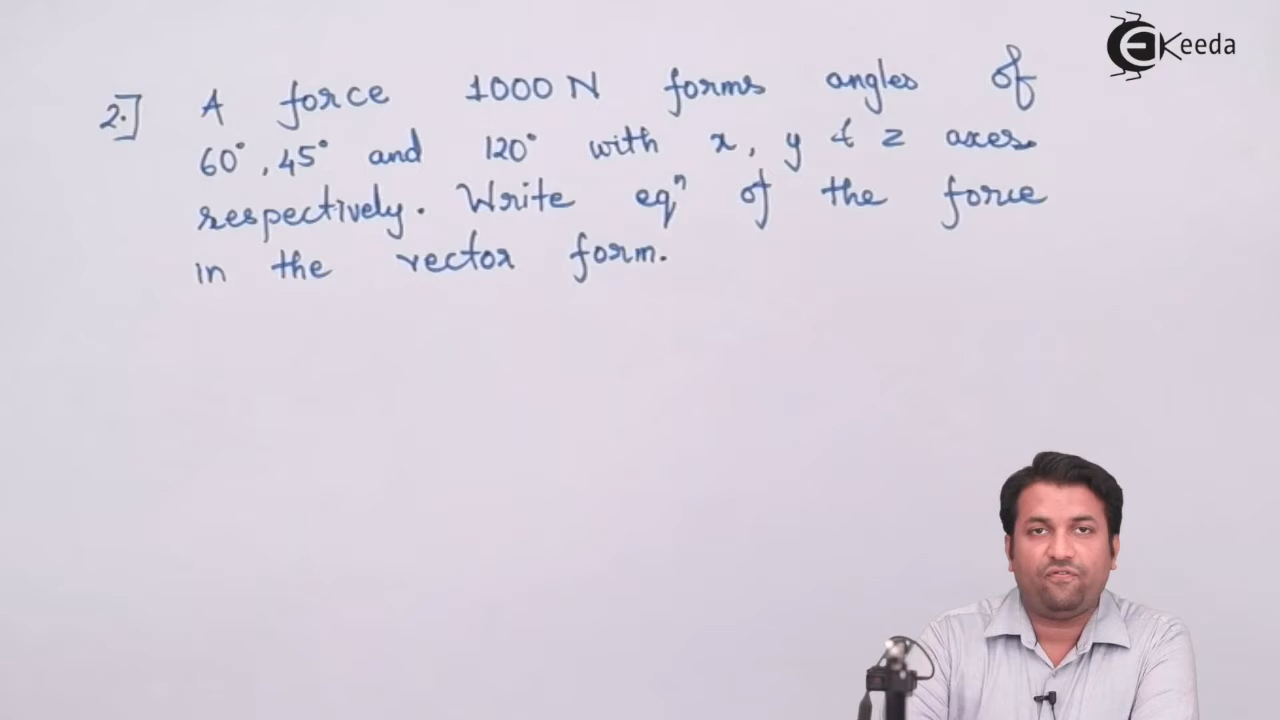 Ekeeda
2.] A force 1000 N forms angles of
60°, 45° and 120° with x, y & z axes
respectively. Write eqⁿ of the force
in the vector form.